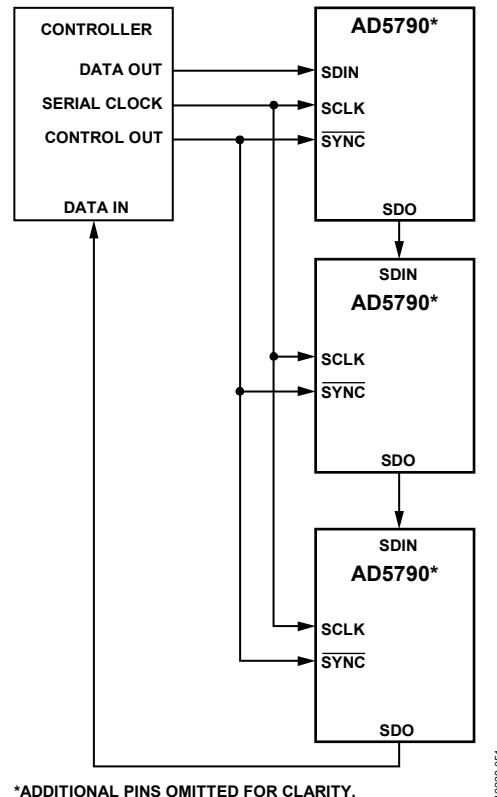 CONTROLLER
DATA OUT
SERIAL CLOCK
CONTROL OUT
DATA IN
AD5790*
SDIN
SCLK
SYNC
SDO
SDIN
AD5790*
SCLK
SYNC
SDO
SDIN
AD5790*
SCLK
SYNC
SDO
*ADDITIONAL PINS OMITTED FOR CLARITY.